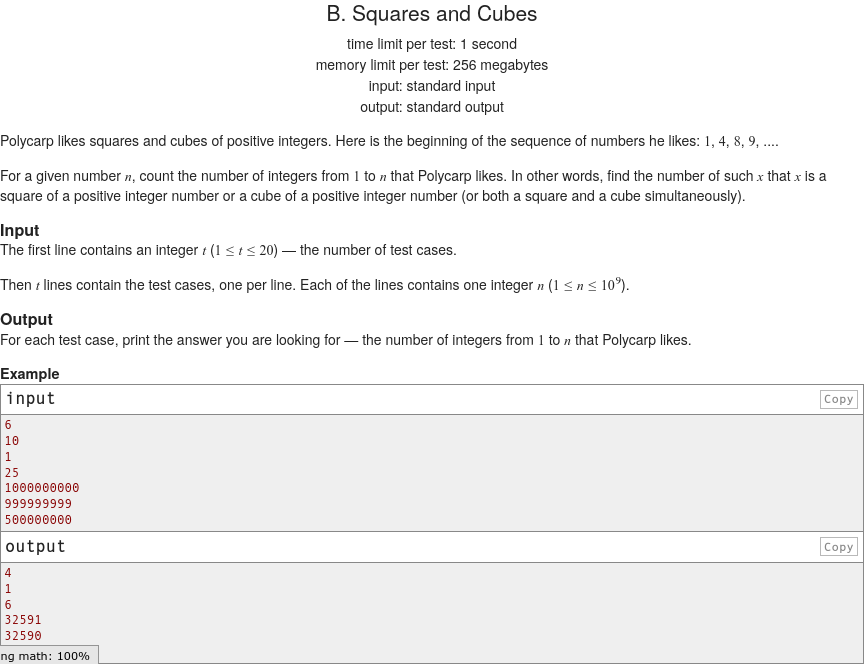 B. Squares and Cubes
time limit per test: 1 second
memory limit per test: 256 megabytes
input: standard input
output: standard output
Polycarp likes squares and cubes of positive integers. Here is the beginning of the sequence of numbers he likes: 1, 4, 8, 9, ....
For a given number n, count the number of integers from 1 to n that Polycarp likes. In other words, find the number of such x that x is a
square of a positive integer number or a cube of a positive integer number (or both a square and a cube simultaneously).
Input
The first line contains an integer t (1 ≤ t ≤ 20) — the number of test cases.
Then t lines contain the test cases, one per line. Each of the lines contains one integer n (1 ≤ n ≤ 10⁹).
Output
For each test case, print the answer you are looking for — the number of integers from 1 to n that Polycarp likes.
Example
input Copy
6
10
1
25
1000000000
999999999
500000000
output Copy
4
1
6
32591
32590
ng math: 100%